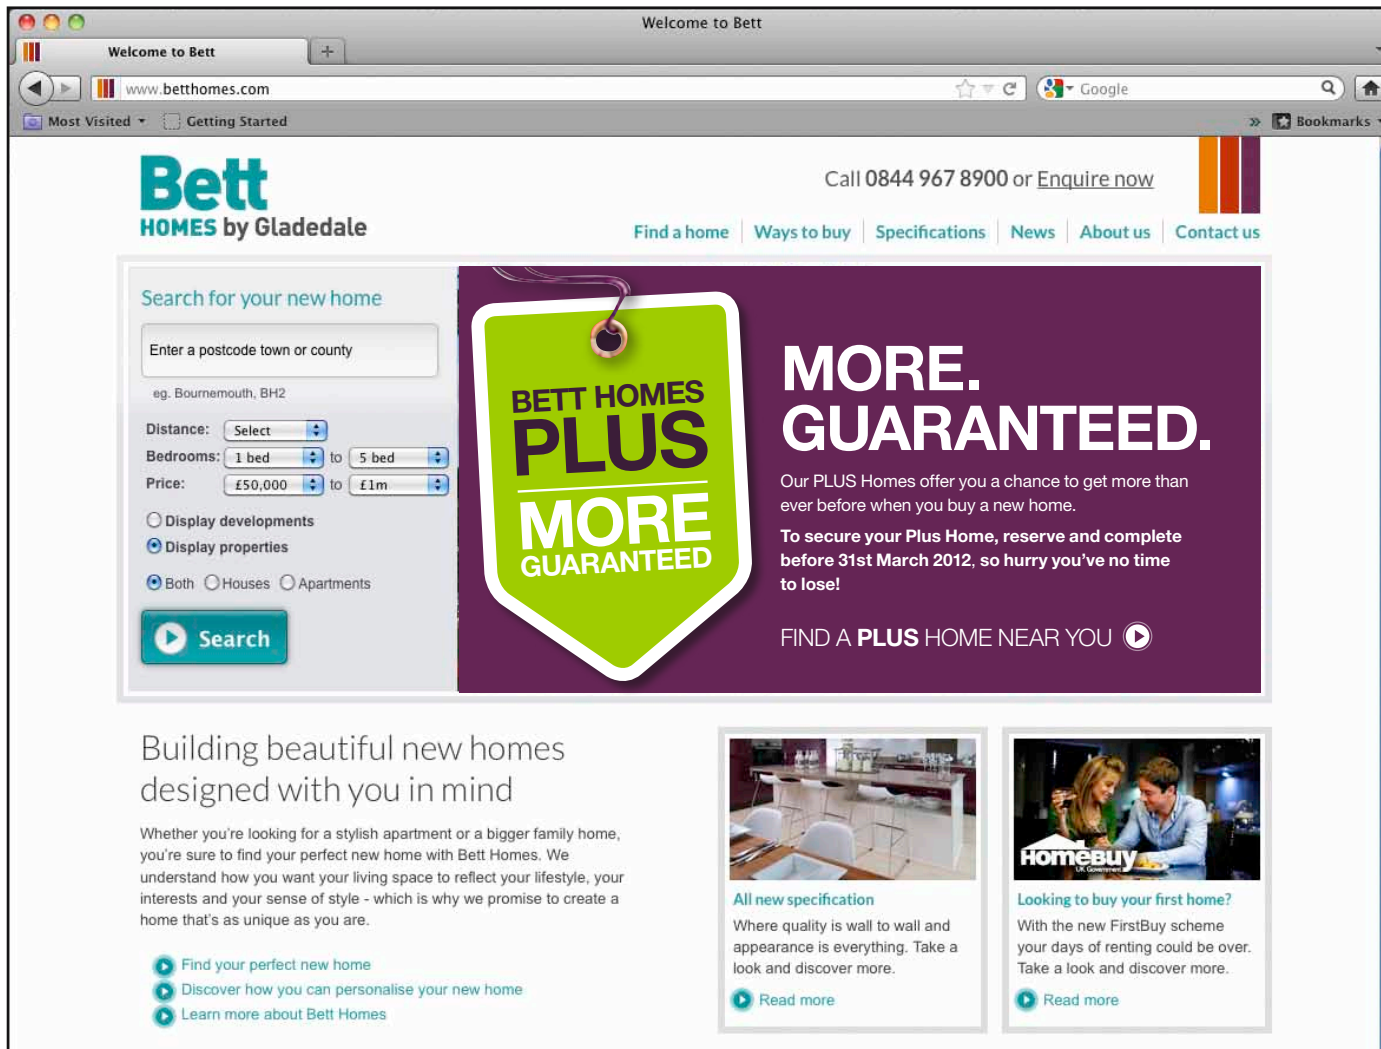 Welcome to Bett
Welcome to Bett
www.betthomes.com
Google
Most Visited
Getting Started
Bookmarks
Bett
HOMES by Gladedale
Call 0844 967 8900 or Enquire now
Find a home
Ways to buy
Specifications
News
About us
Contact us
Search for your new home
Enter a postcode town or county
eg. Bournemouth, BH2
Distance: Select
Bedrooms: 1 bed to 5 bed
Price: £50,000 to £1m
Display developments
Display properties
Both Houses Apartments
Search
BETT HOMES
PLUS
MORE
GUARANTEED
MORE.
GUARANTEED.
Our PLUS Homes offer you a chance to get more than
ever before when you buy a new home.
To secure your Plus Home, reserve and complete
before 31st March 2012, so hurry you've no time
to lose!
FIND A PLUS HOME NEAR YOU
Building beautiful new homes
designed with you in mind
Whether you're looking for a stylish apartment or a bigger family home,
you're sure to find your perfect new home with Bett Homes. We
understand how you want your living space to reflect your lifestyle, your
interests and your sense of style - which is why we promise to create a
home that's as unique as you are.
Find your perfect new home
Discover how you can personalise your new home
Learn more about Bett Homes
All new specification
Where quality is wall to wall and
appearance is everything. Take a
look and discover more.
Read more
HOMEBUY
UK Government
Looking to buy your first home?
With the new FirstBuy scheme
your days of renting could be over.
Take a look and discover more.
Read more